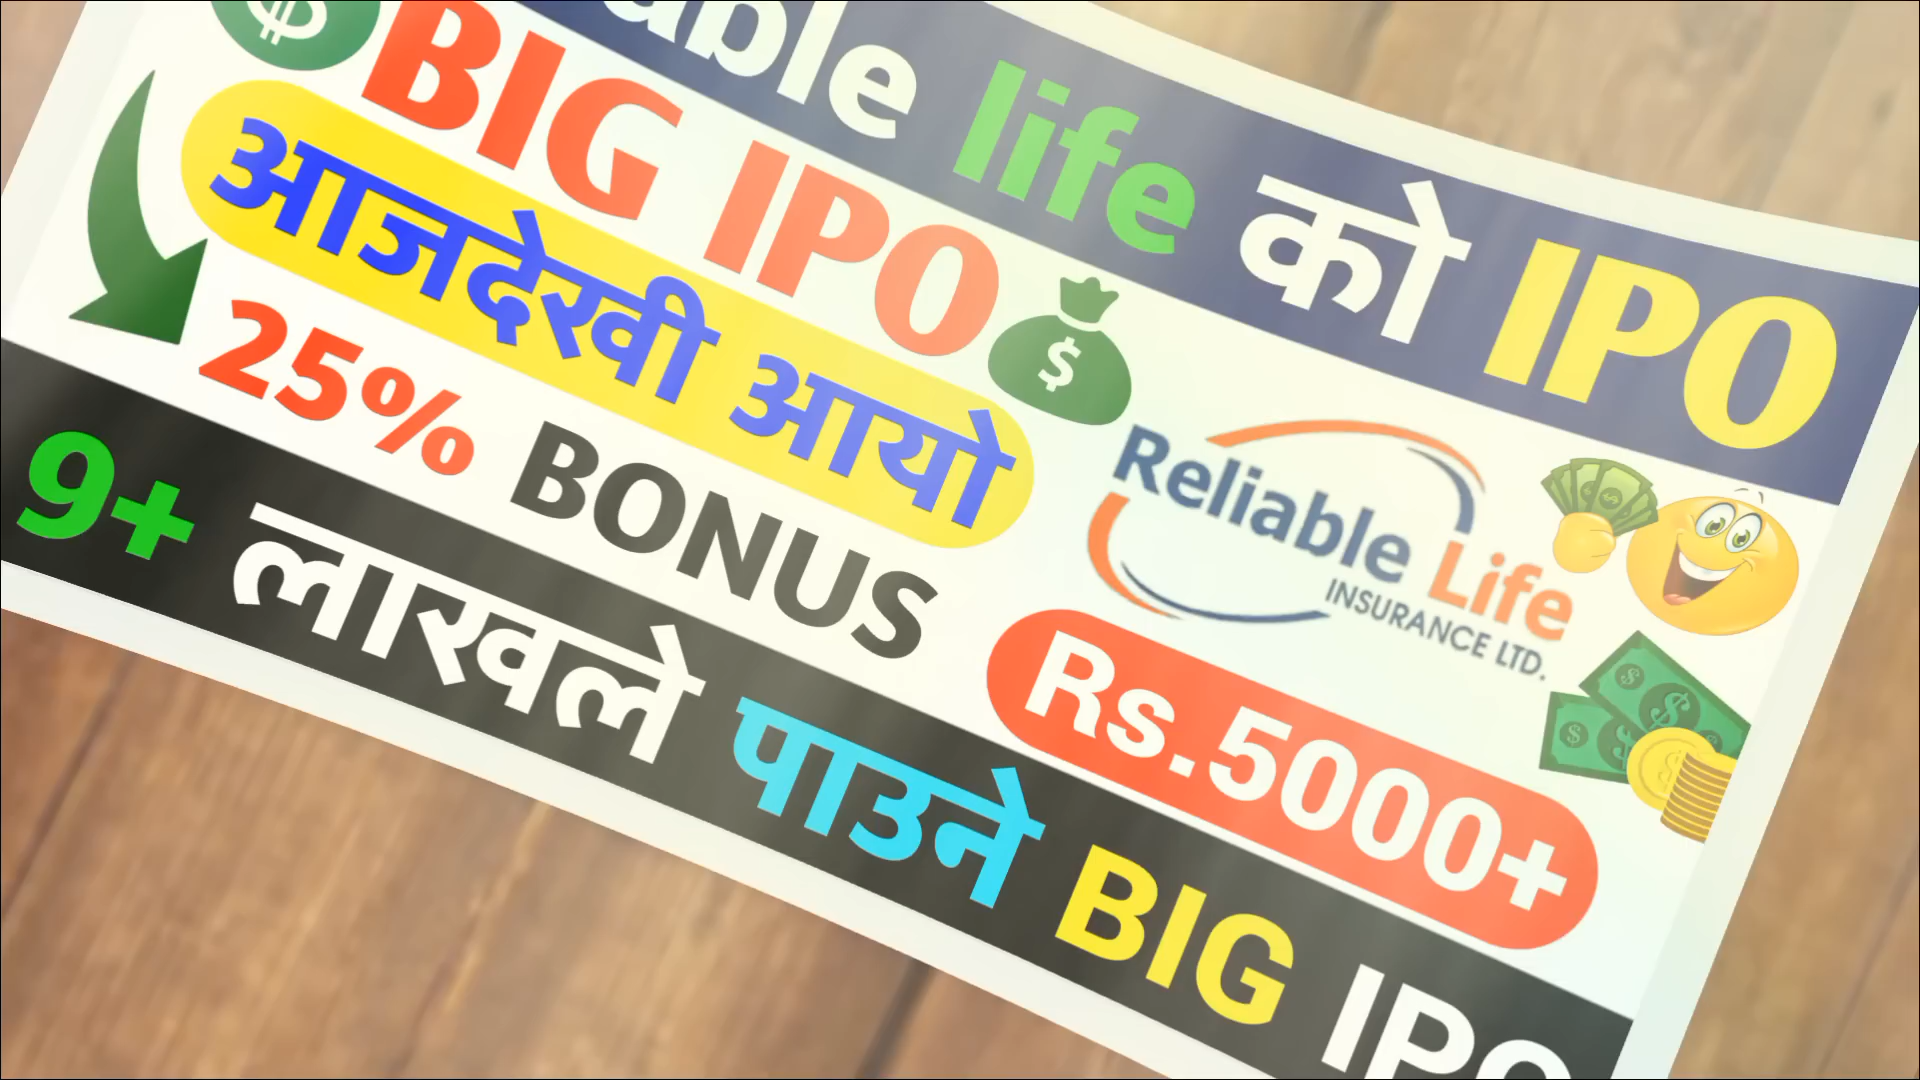 life को IPO
BIG IPO
आजदेखी आयो
25% BONUS
Reliable Life
INSURANCE LTD.
Rs.5000+
9+ लाखले पाउने BIG IPO